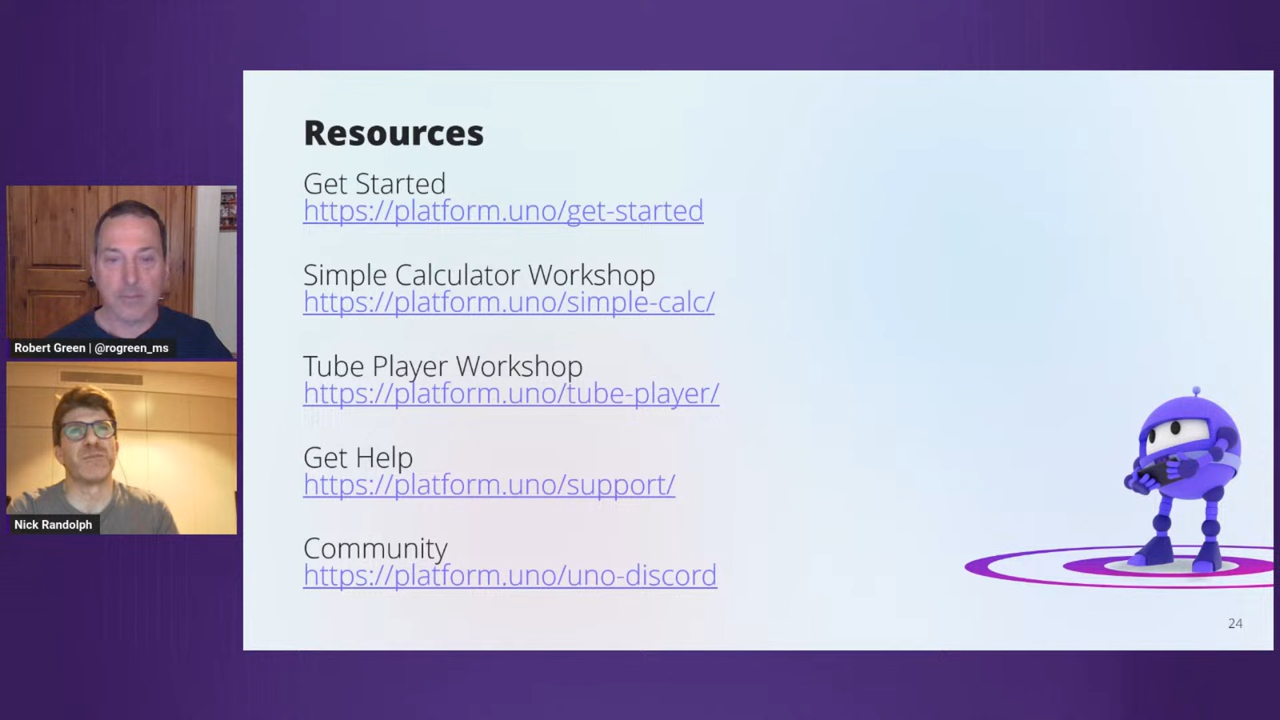 Resources
Get Started
https://platform.uno/get-started
Simple Calculator Workshop
https://platform.uno/simple-calc/
Tube Player Workshop
https://platform.uno/tube-player/
Get Help
https://platform.uno/support/
Community
https://platform.uno/uno-discord
24
Robert Green | @rogreen_ms
Nick Randolph